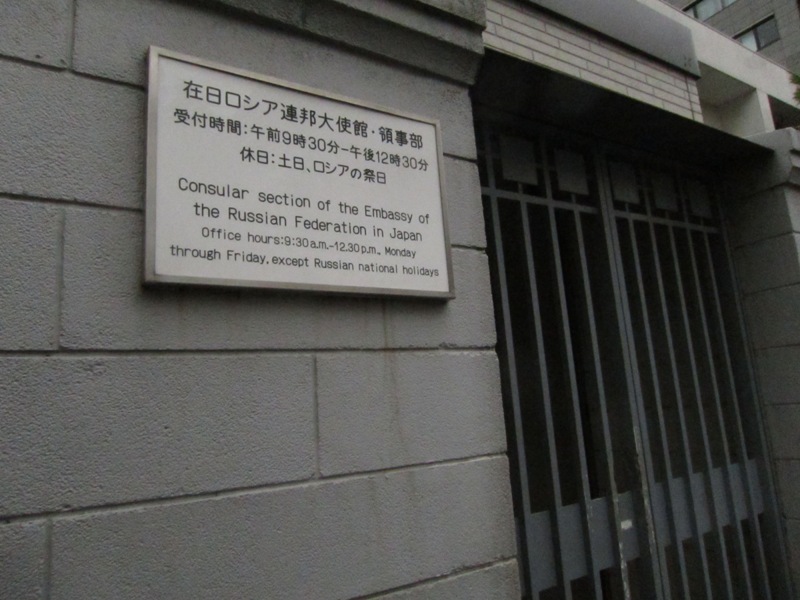 在日ロシア連邦大使館・領事部
受付時間:午前9時30分ー午後12時30分
休日:土日、ロシアの祭日
Consular section of the Embassy of
the Russian Federation in Japan
Office hours:9:30a.m.-12.30p.m., Monday
through Friday, except Russian national holidays